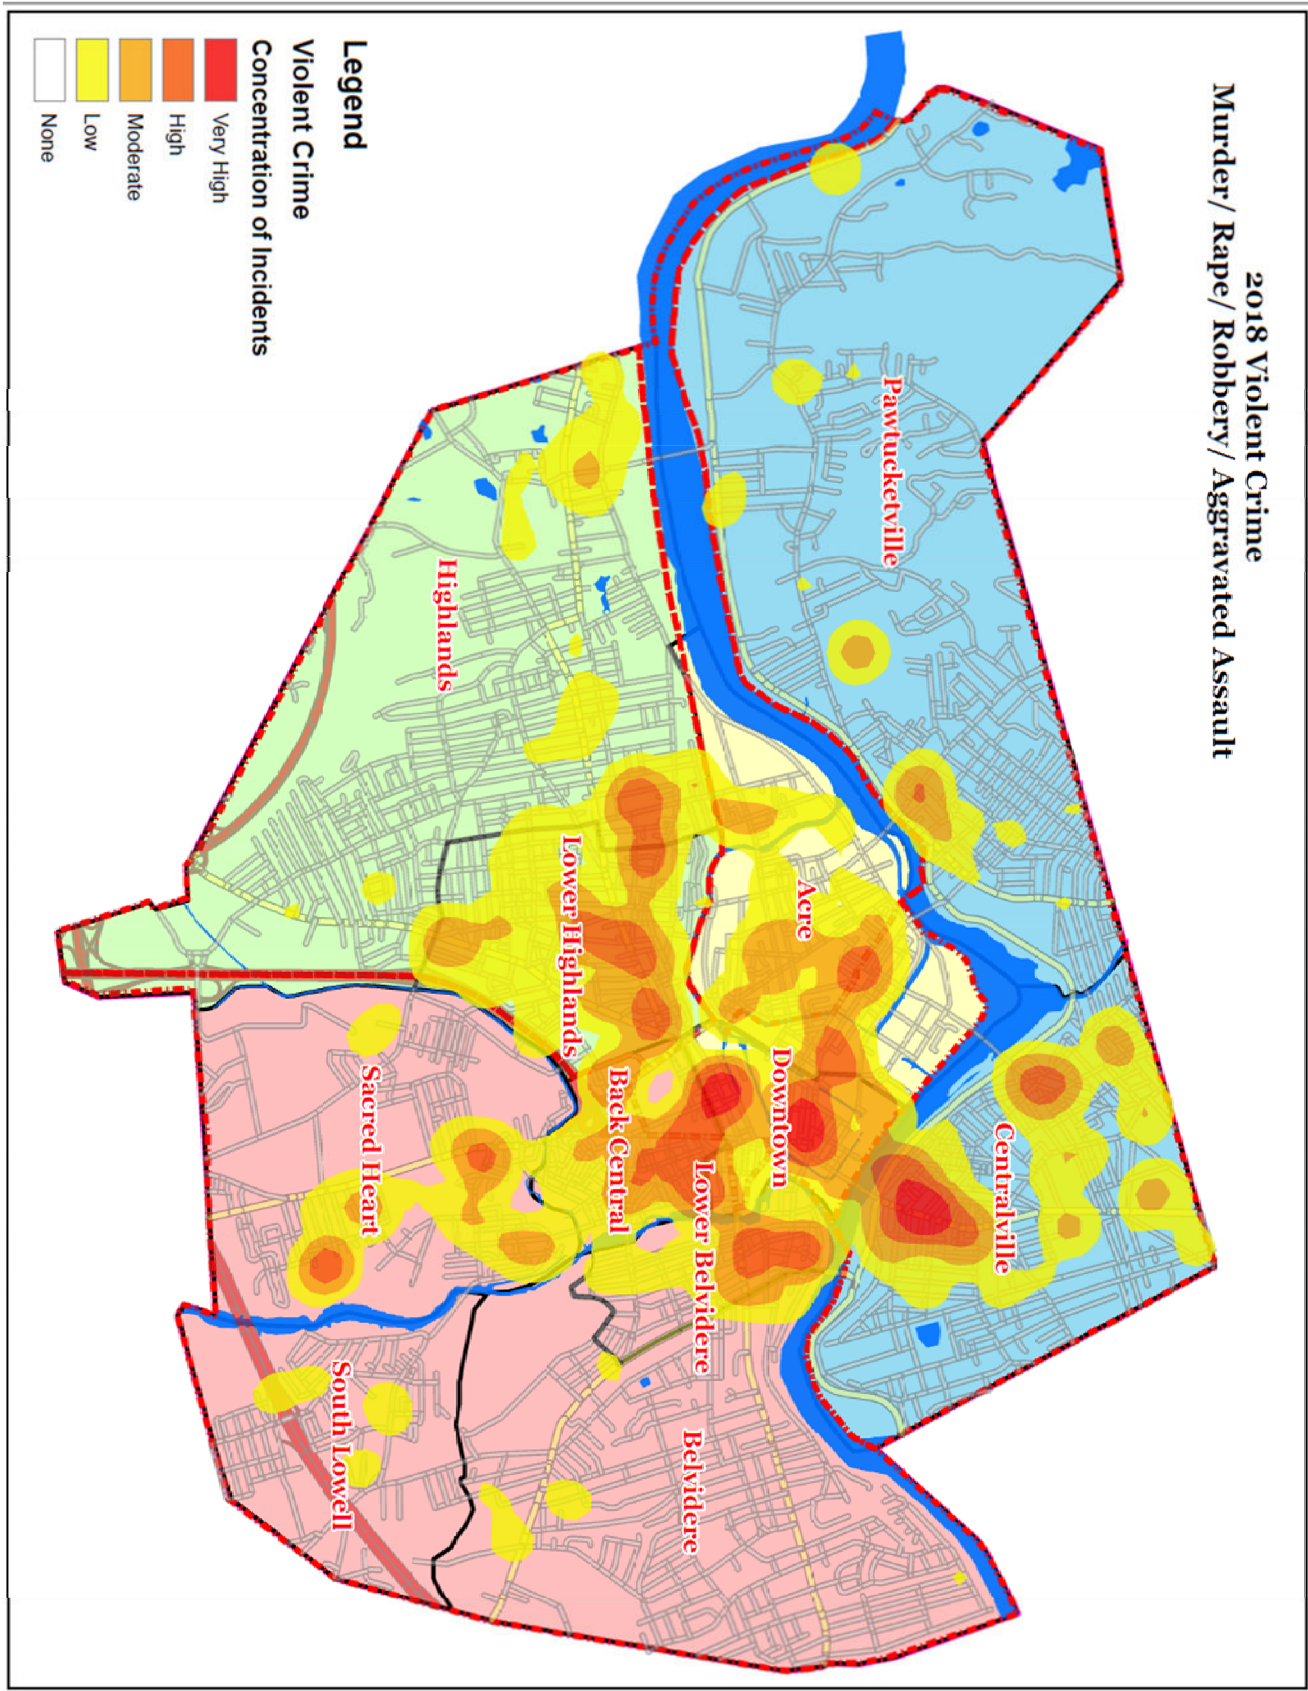 2018 Violent Crime
Murder/ Rape/ Robbery/ Aggravated Assault
Pawtucketville
Centralville
Acre
Downtown
Lower Belvidere
Belvidere
Back Central
Lower Highlands
Highlands
Sacred Heart
South Lowell
Legend
Violent Crime
Concentration of Incidents
Very High
High
Moderate
Low
None